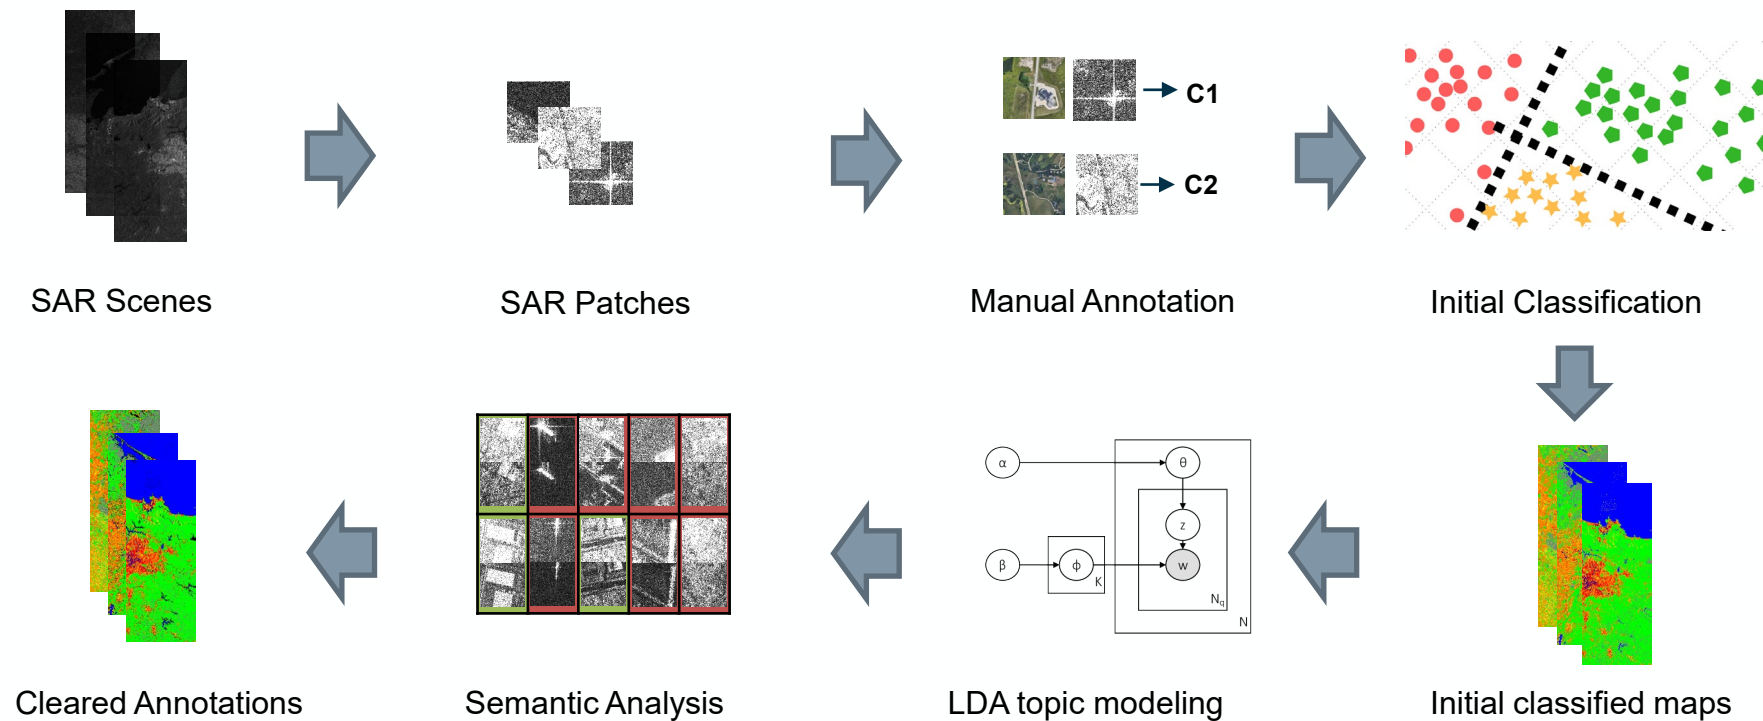 C1
C2
SAR Scenes
SAR Patches
Manual Annotation
Initial Classification
α
θ
z
β
ϕ
w
K
Nq
N
Cleared Annotations
Semantic Analysis
LDA topic modeling
Initial classified maps